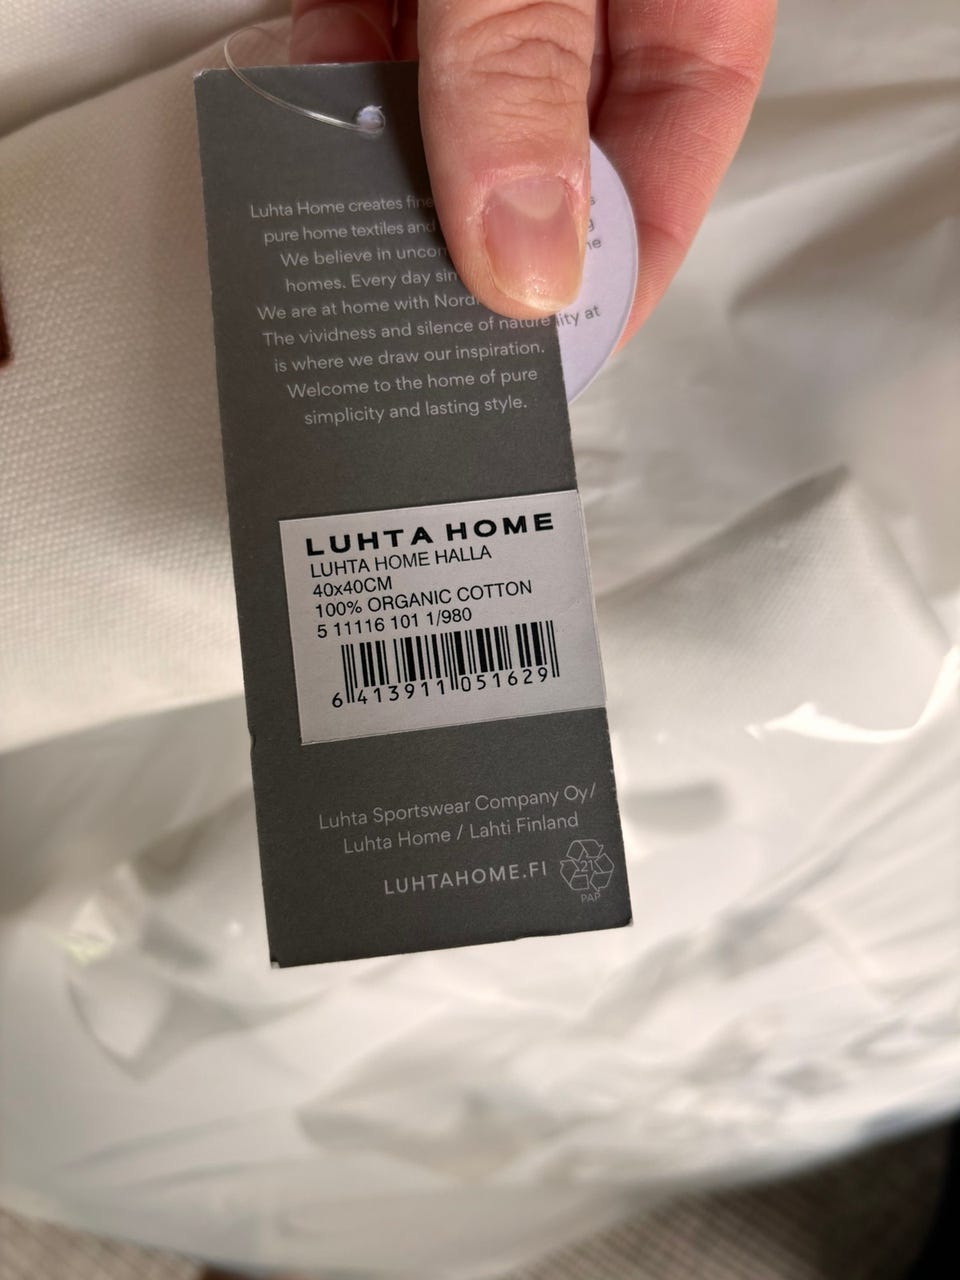 Luhta Home creates fine
pure home textiles and
We believe in
homes. Every day
We are at home with
The vividness and silence of nature
is where we draw our inspiration.
Welcome to the home of pure
simplicity and lasting style.
at
LUHTA HOME
LUHTA HOME HALLA
40x40CM
100% ORGANIC COTTON
5 11116 101 1/980
6 413911 051629
Luhta Sportswear Company Oy/
Luhta Home / Lahti Finland
LUHTAHOME.FI
21
PAP